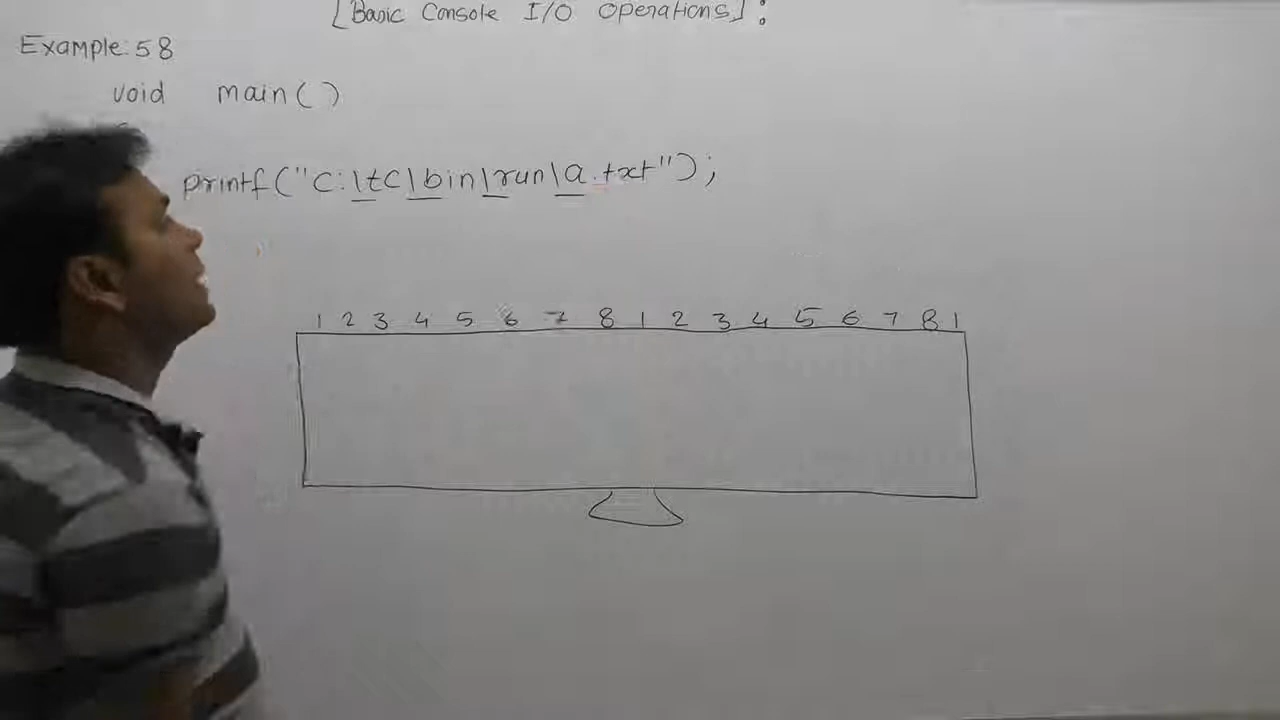 [Basic Console I/O Operations]:
Example:58
void main()
printf("c:\tc\bin\run\a.txt");
1 2 3 4 5 6 7 8 1 2 3 4 5 6 7 8 1